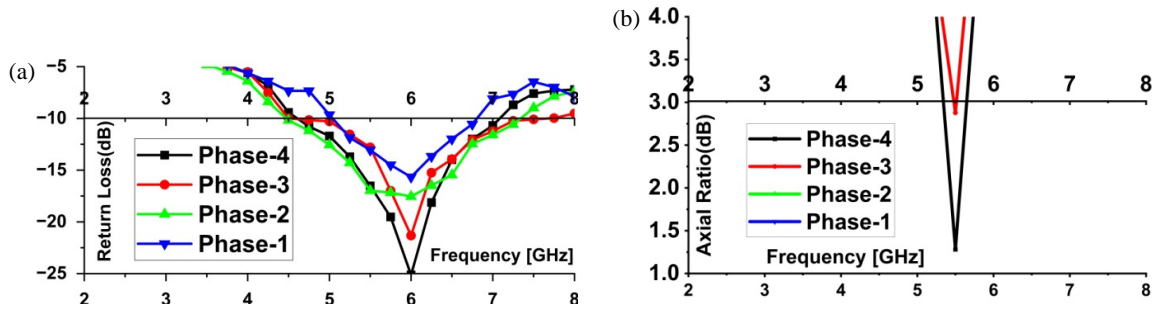 (a)
−5
−10
−15
−20
−25
2 3 4 5 6 7 8
2 3 4 5 6 7 8
Return Loss(dB)
Phase-4
Phase-3
Phase-2
Phase-1
Frequency [GHz]
(b)
4.0
3.5
3.0
2.5
2.0
1.5
1.0
2 3 4 5 6 7 8
2 3 4 5 6 7 8
Axial Ratio(dB)
Phase-4
Phase-3
Phase-2
Phase-1
Frequency [GHz]